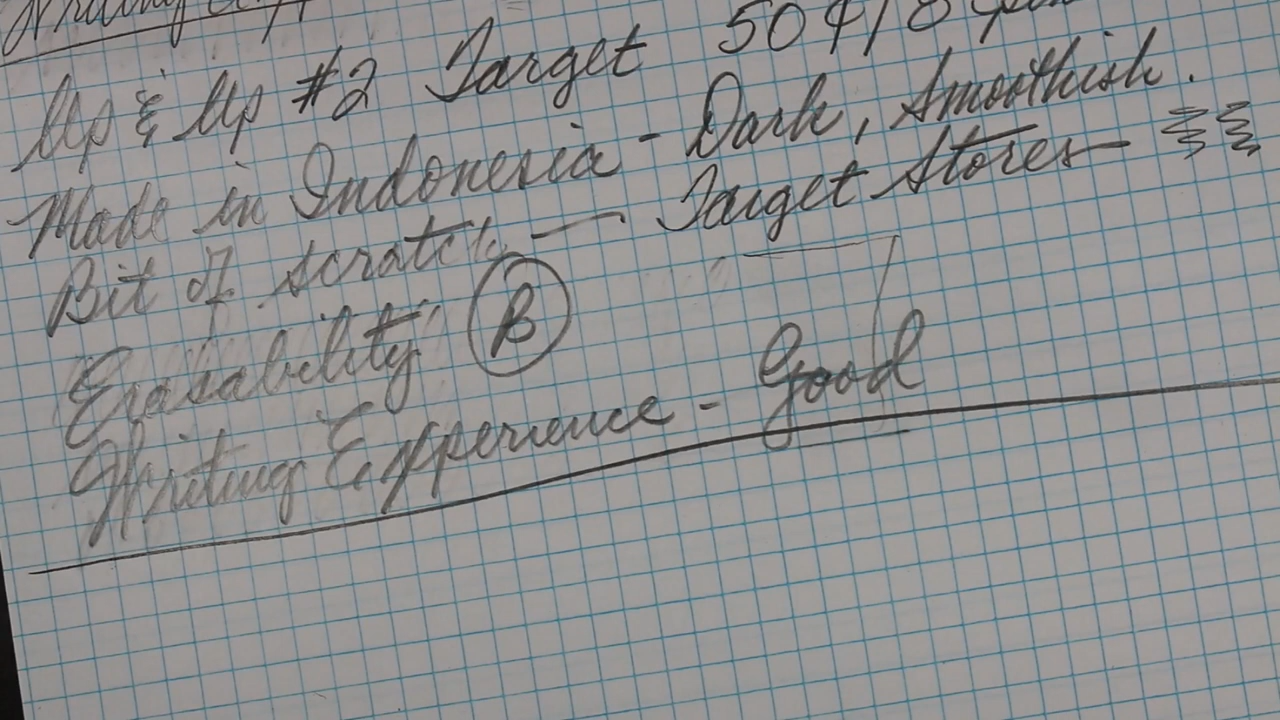 Writing
Up & Up #2 Target 50¢/8
Made in Indonesia - Dark, Smoothish.
Bit of scratch — Target Stores —
Erasability (B)
Writing Experience - Good